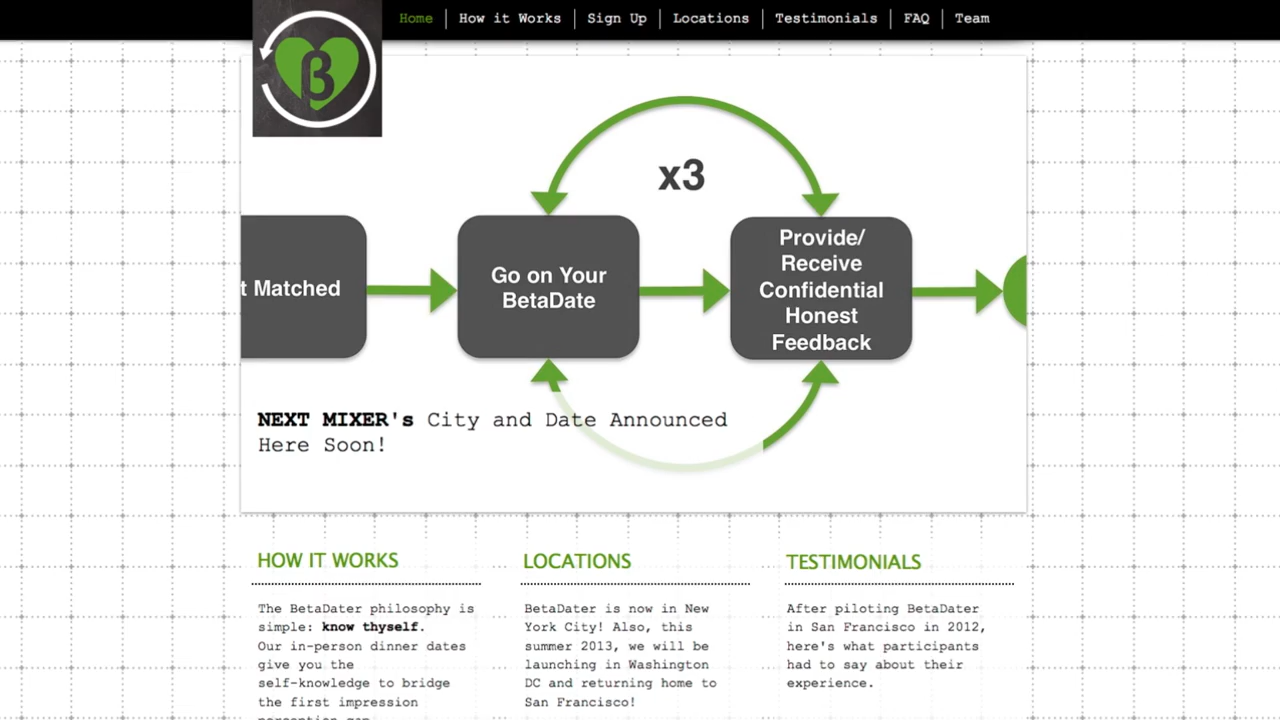 Home How it Works Sign Up Locations Testimonials FAQ Team
β
x3
t Matched
Go on Your
BetaDate
Provide/
Receive
Confidential
Honest
Feedback
NEXT MIXER's City and Date Announced
Here Soon!
HOW IT WORKS
The BetaDater philosophy is
simple: know thyself.
Our in-person dinner dates
give you the
self-knowledge to bridge
the first impression
perception gap
LOCATIONS
BetaDater is now in New
York City! Also, this
summer 2013, we will be
launching in Washington
DC and returning home to
San Francisco!
TESTIMONIALS
After piloting BetaDater
in San Francisco in 2012,
here's what participants
had to say about their
experience.